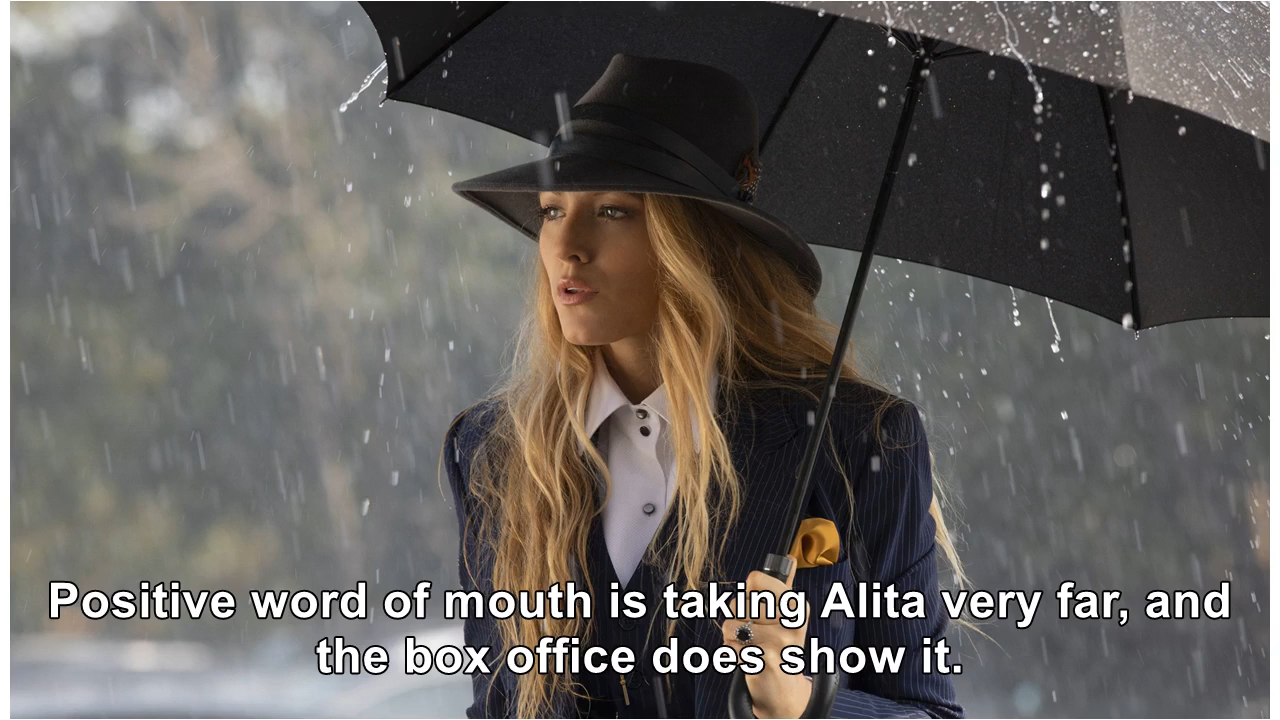 Positive word of mouth is taking Alita very far, and
the box office does show it.